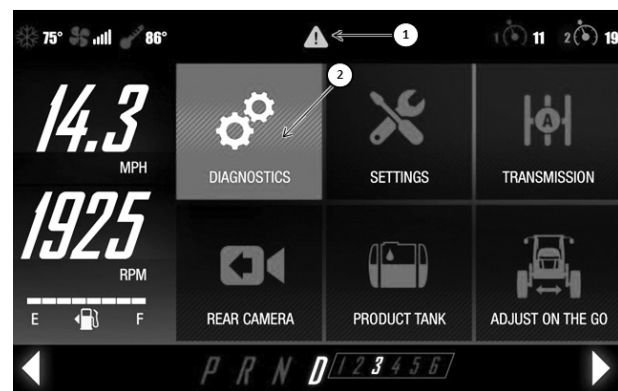 75° 86° 1 1 11 2 19
2
14.3
MPH
DIAGNOSTICS SETTINGS TRANSMISSION
A
1925
RPM
REAR CAMERA PRODUCT TANK ADJUST ON THE GO
E F
P R N D 1 2 3 4 5 6